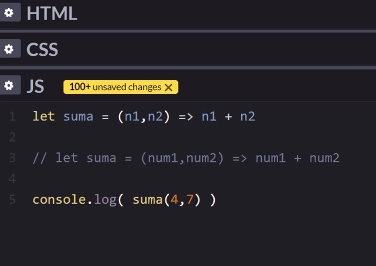 HTML
CSS
JS 100+ unsaved changes ✕
1 let suma = (n1,n2) => n1 + n2
2
3 // let suma = (num1,num2) => num1 + num2
4
5 console.log( suma(4,7) )